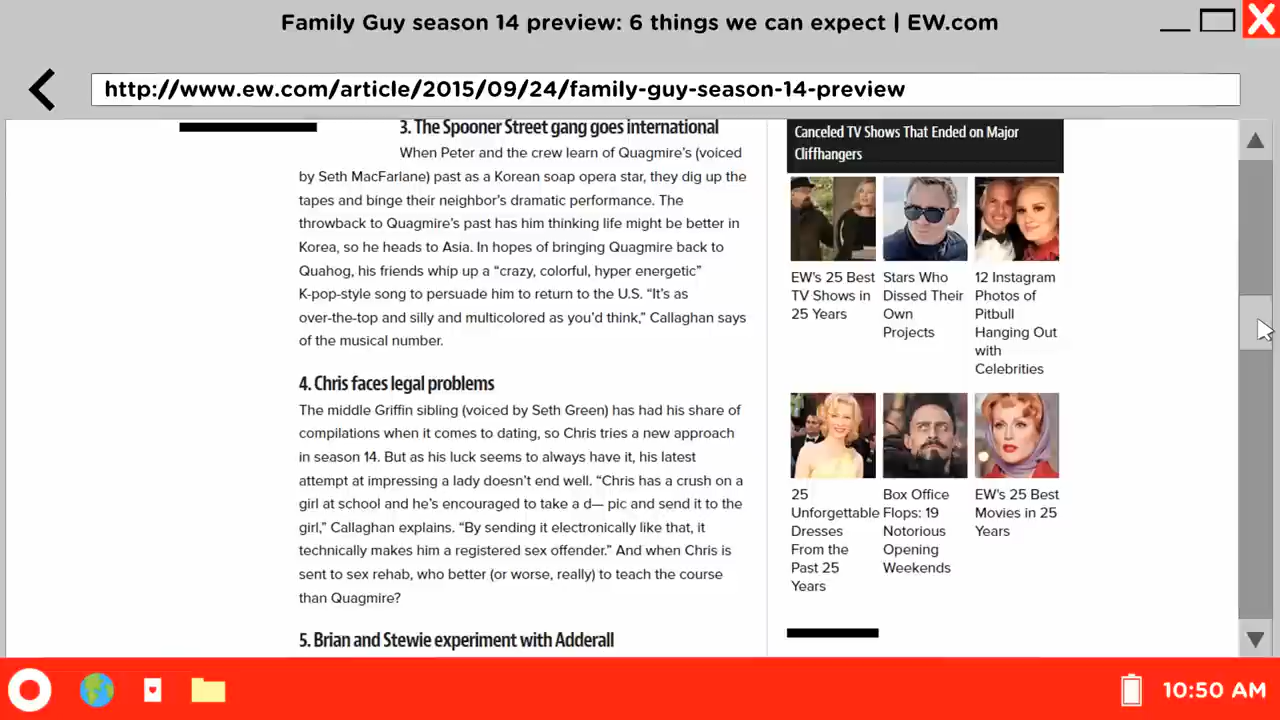 Family Guy season 14 preview: 6 things we can expect | EW.com
http://www.ew.com/article/2015/09/24/family-guy-season-14-preview
3. The Spooner Street gang goes international
When Peter and the crew learn of Quagmire's (voiced
by Seth MacFarlane) past as a Korean soap opera star, they dig up the
tapes and binge their neighbor's dramatic performance. The
throwback to Quagmire's past has him thinking life might be better in
Korea, so he heads to Asia. In hopes of bringing Quagmire back to
Quahog, his friends whip up a “crazy, colorful, hyper energetic”
K-pop-style song to persuade him to return to the U.S. “It's as
over-the-top and silly and multicolored as you'd think,” Callaghan says
of the musical number.
4. Chris faces legal problems
The middle Griffin sibling (voiced by Seth Green) has had his share of
compilations when it comes to dating, so Chris tries a new approach
in season 14. But as his luck seems to always have it, his latest
attempt at impressing a lady doesn't end well. “Chris has a crush on a
girl at school and he's encouraged to take a d— pic and send it to the
girl,” Callaghan explains. “By sending it electronically like that, it
technically makes him a registered sex offender.” And when Chris is
sent to sex rehab, who better (or worse, really) to teach the course
than Quagmire?
5. Brian and Stewie experiment with Adderall
Canceled TV Shows That Ended on Major
Cliffhangers
EW's 25 Best
TV Shows in
25 Years
Stars Who
Dissed Their
Own
Projects
12 Instagram
Photos of
Pitbull
Hanging Out
with
Celebrities
25
Unforgettable
Dresses
From the
Past 25
Years
Box Office
Flops: 19
Notorious
Opening
Weekends
EW's 25 Best
Movies in 25
Years
10:50 AM